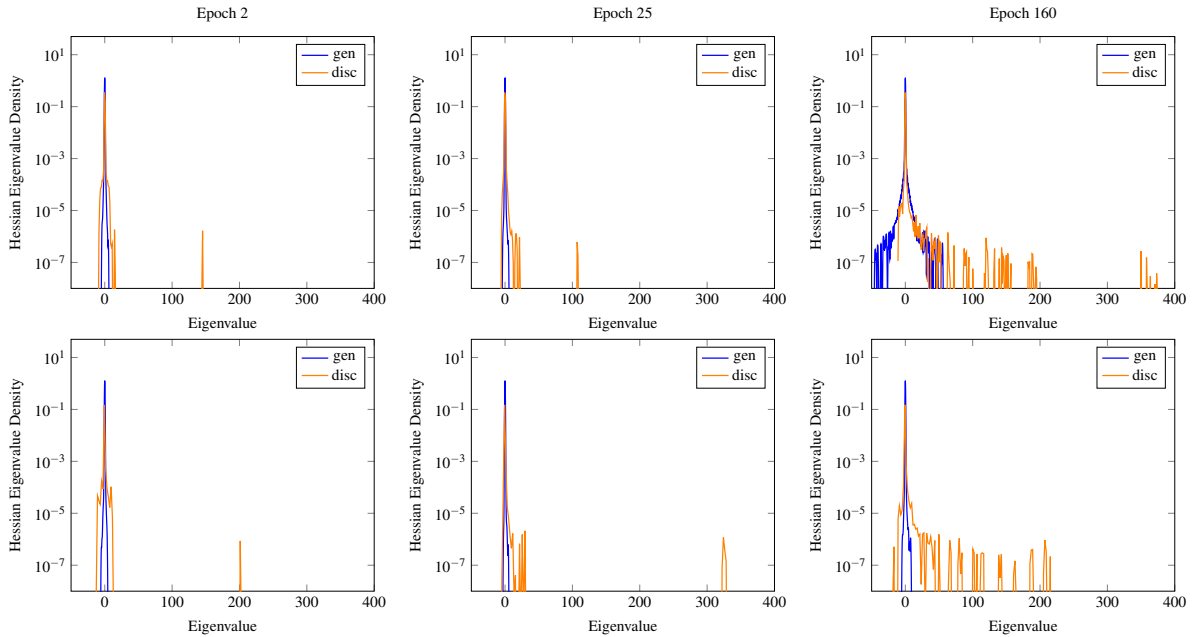 Epoch 2
Epoch 25
Epoch 160
Hessian Eigenvalue Density
10^1
10^−1
10^−3
10^−5
10^−7
gen
disc
0 100 200 300 400
Eigenvalue
Hessian Eigenvalue Density
10^1
10^−1
10^−3
10^−5
10^−7
gen
disc
0 100 200 300 400
Eigenvalue
Hessian Eigenvalue Density
10^1
10^−1
10^−3
10^−5
10^−7
gen
disc
0 100 200 300 400
Eigenvalue
Hessian Eigenvalue Density
10^1
10^−1
10^−3
10^−5
10^−7
gen
disc
0 100 200 300 400
Eigenvalue
Hessian Eigenvalue Density
10^1
10^−1
10^−3
10^−5
10^−7
gen
disc
0 100 200 300 400
Eigenvalue
Hessian Eigenvalue Density
10^1
10^−1
10^−3
10^−5
10^−7
gen
disc
0 100 200 300 400
Eigenvalue